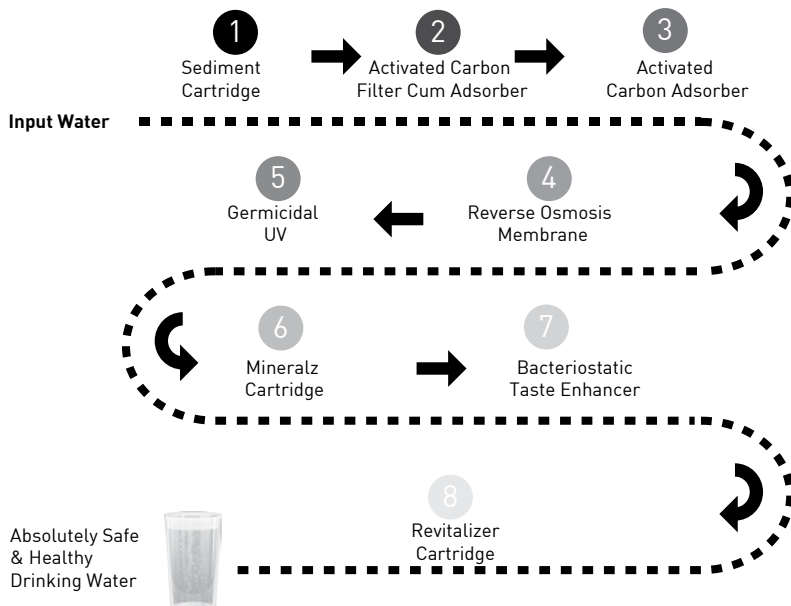 1
Sediment
Cartridge
2
Activated Carbon
Filter Cum Adsorber
3
Activated
Carbon Adsorber
Input Water
5
Germicidal
UV
4
Reverse Osmosis
Membrane
6
Mineralz
Cartridge
7
Bacteriostatic
Taste Enhancer
8
Revitalizer
Cartridge
Absolutely Safe
& Healthy
Drinking Water